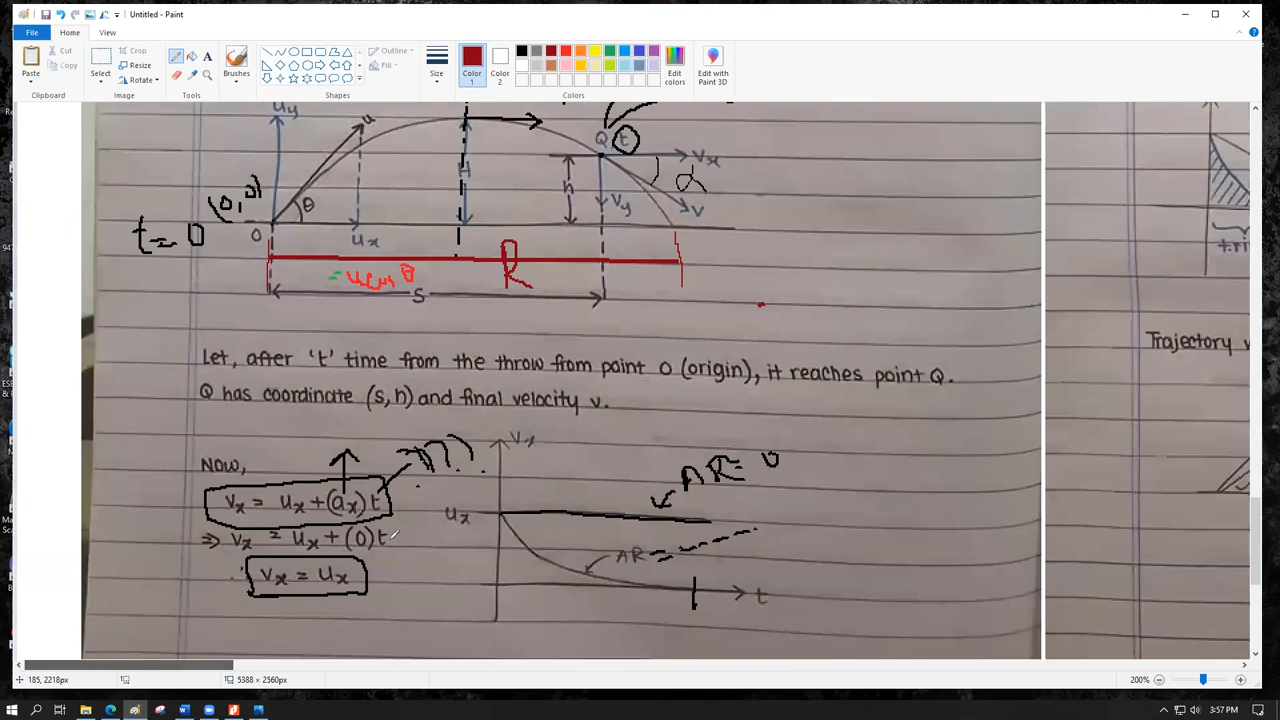 Untitled - Paint
File Home View
Paste
Cut
Copy
Clipboard
Select
Crop
Resize
Rotate
Image
Tools
Brushes
Shapes
Outline
Fill
Size
Color 1
Color 2
Colors
Edit colors
Edit with Paint 3D
uy
u
H
Q t
vx
α
h
vy
v
(0,0)
θ
t = 0
O
ux
R
= ucosθ
S
Let, after 't' time from the throw from point O (origin), it reaches point Q.
Q has coordinate (s, h) and final velocity v.
Now,
vx = ux + (ax) t
⇒ vx = ux + (0) t
∴ vx = ux
vx
AR = 0
ux
AR =
t
Trajectory
185, 2218px
5388 × 2560px
200%
3:57 PM